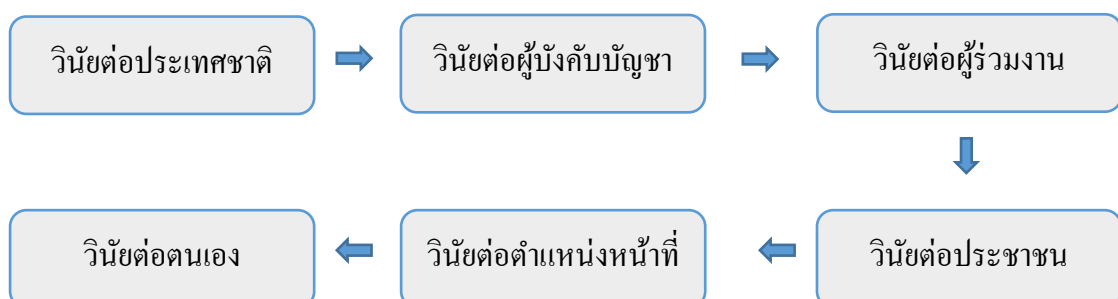 วินัยต่อประเทศชาติ
วินัยต่อผู้บังคับบัญชา
วินัยต่อผู้ร่วมงาน
วินัยต่อประชาชน
วินัยต่อตำแหน่งหน้าที่
วินัยต่อตนเอง